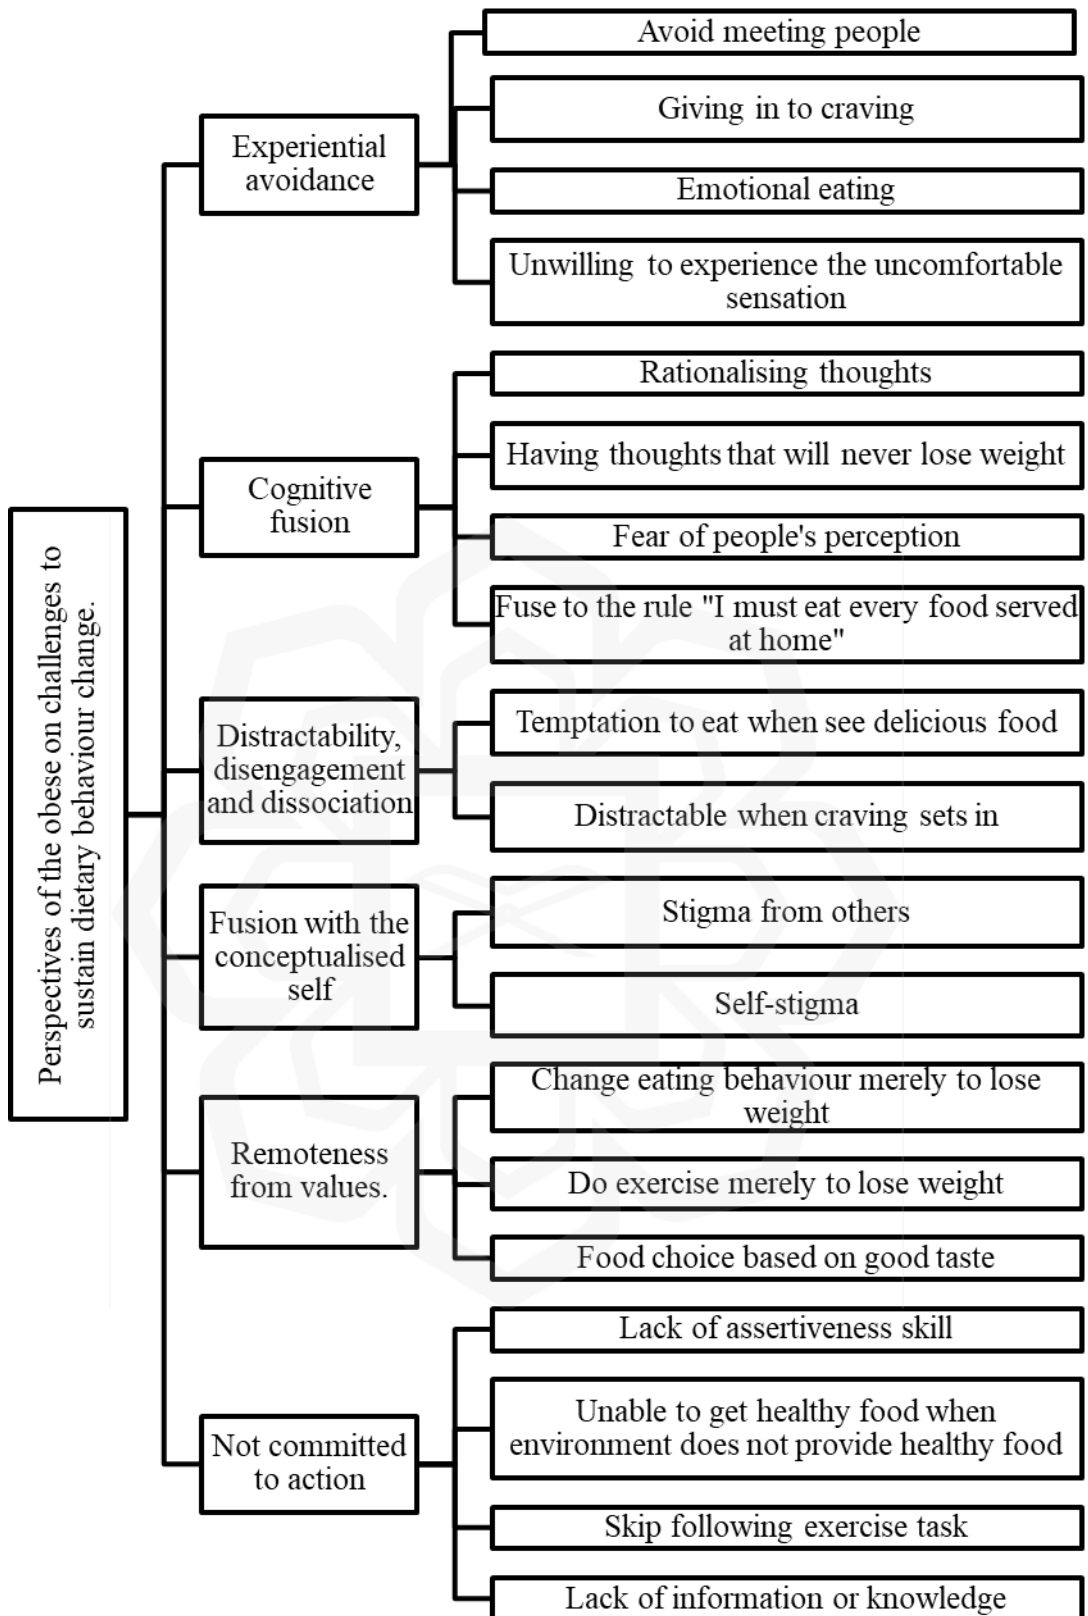 Perspectives of the obese on challenges to
sustain dietary behaviour change.
Experiential
avoidance
Avoid meeting people
Giving in to craving
Emotional eating
Unwilling to experience the uncomfortable
sensation
Cognitive
fusion
Rationalising thoughts
Having thoughts that will never lose weight
Fear of people's perception
Fuse to the rule "I must eat every food served
at home"
Distractability,
disengagement
and dissociation
Temptation to eat when see delicious food
Distractable when craving sets in
Fusion with the
conceptualised
self
Stigma from others
Self-stigma
Remoteness
from values.
Change eating behaviour merely to lose
weight
Do exercise merely to lose weight
Food choice based on good taste
Not committed
to action
Lack of assertiveness skill
Unable to get healthy food when
environment does not provide healthy food
Skip following exercise task
Lack of information or knowledge